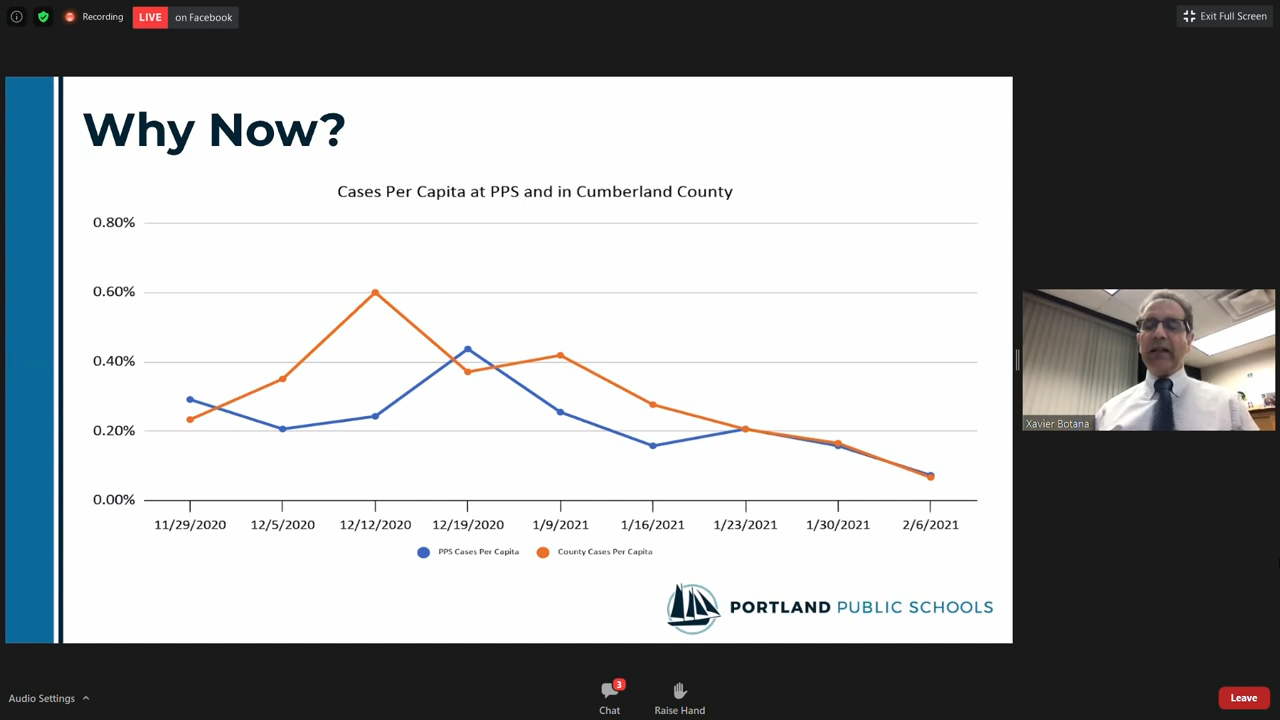 Recording
LIVE on Facebook
Exit Full Screen
Why Now?
Cases Per Capita at PPS and in Cumberland County
0.80%
0.60%
0.40%
0.20%
0.00%
11/29/2020 12/5/2020 12/12/2020 12/19/2020 1/9/2021 1/16/2021 1/23/2021 1/30/2021 2/6/2021
PPS Cases Per Capita County Cases Per Capita
PORTLAND PUBLIC SCHOOLS
Xavier Botana
Audio Settings
3
Chat
Raise Hand
Leave